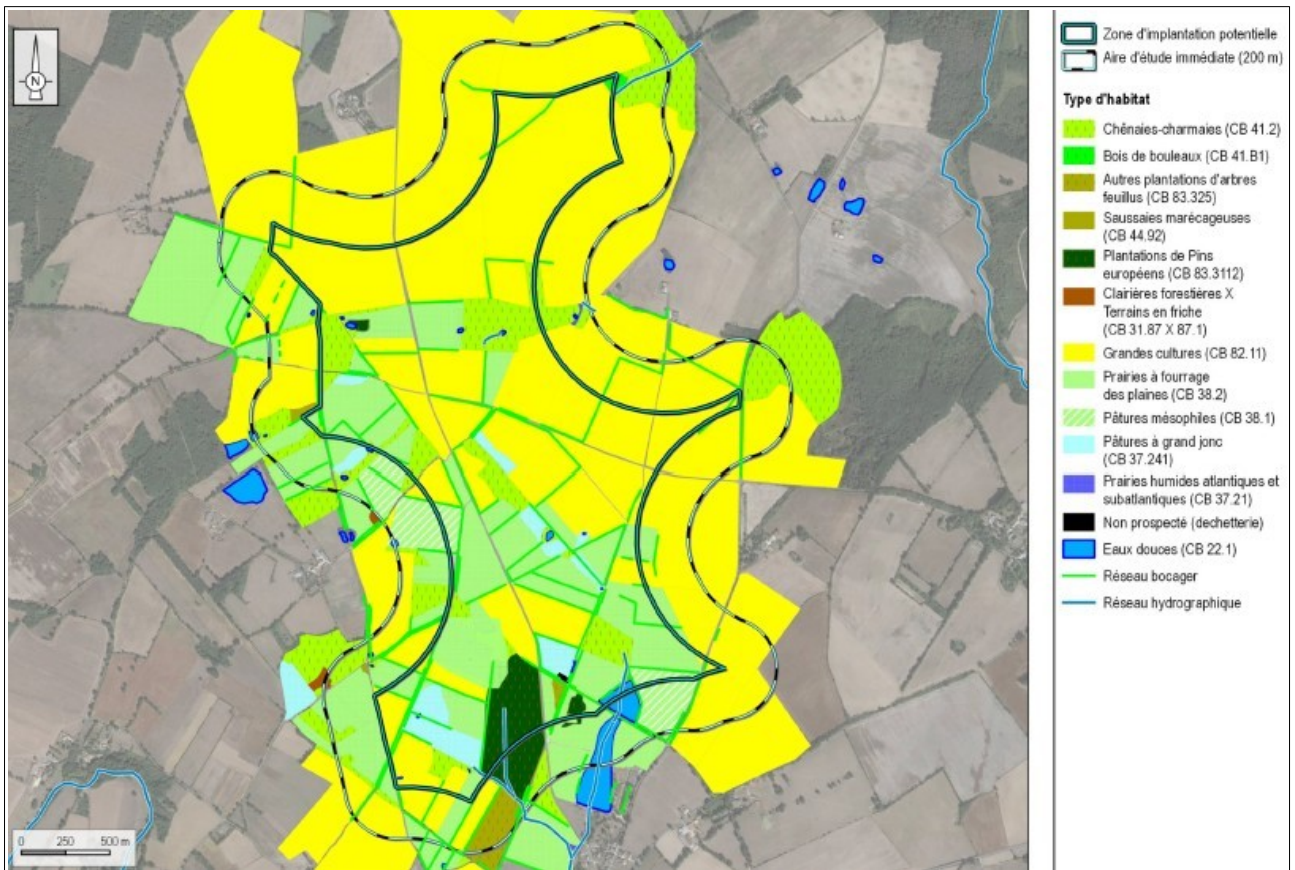 N
Zone d'implantation potentielle
Aire d'étude immédiate (200 m)
Type d'habitat
Chênaies-charmaies (CB 41.2)
Bois de bouleaux (CB 41.B1)
Autres plantations d'arbres
feuillus (CB 83.325)
Saussaies marécageuses
(CB 44.92)
Plantations de Pins
européens (CB 83.3112)
Clairières forestières X
Terrains en friche
(CB 31.87 X 87.1)
Grandes cultures (CB 82.11)
Prairies à fourrage
des plaines (CB 38.2)
Pâtures mésophiles (CB 38.1)
Pâtures à grand jonc
(CB 37.241)
Prairies humides atlantiques et
subatlantiques (CB 37.21)
Non prospecté (dechetterie)
Eaux douces (CB 22.1)
Réseau bocager
Réseau hydrographique
0 250 500 m